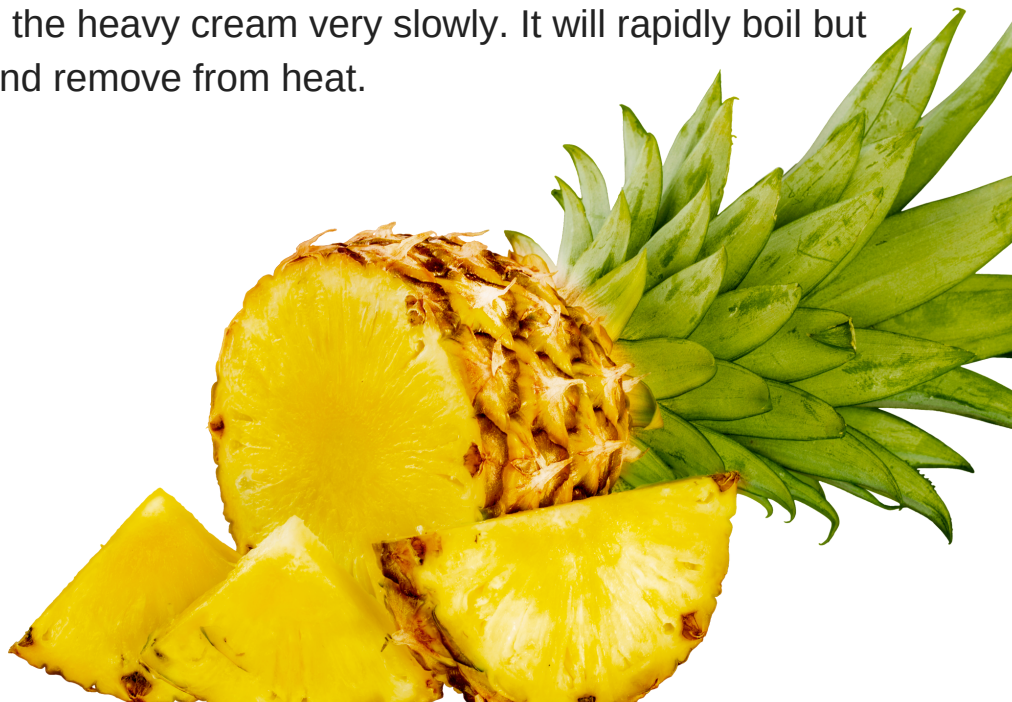 the heavy cream very slowly. It will rapidly boil but
nd remove from heat.